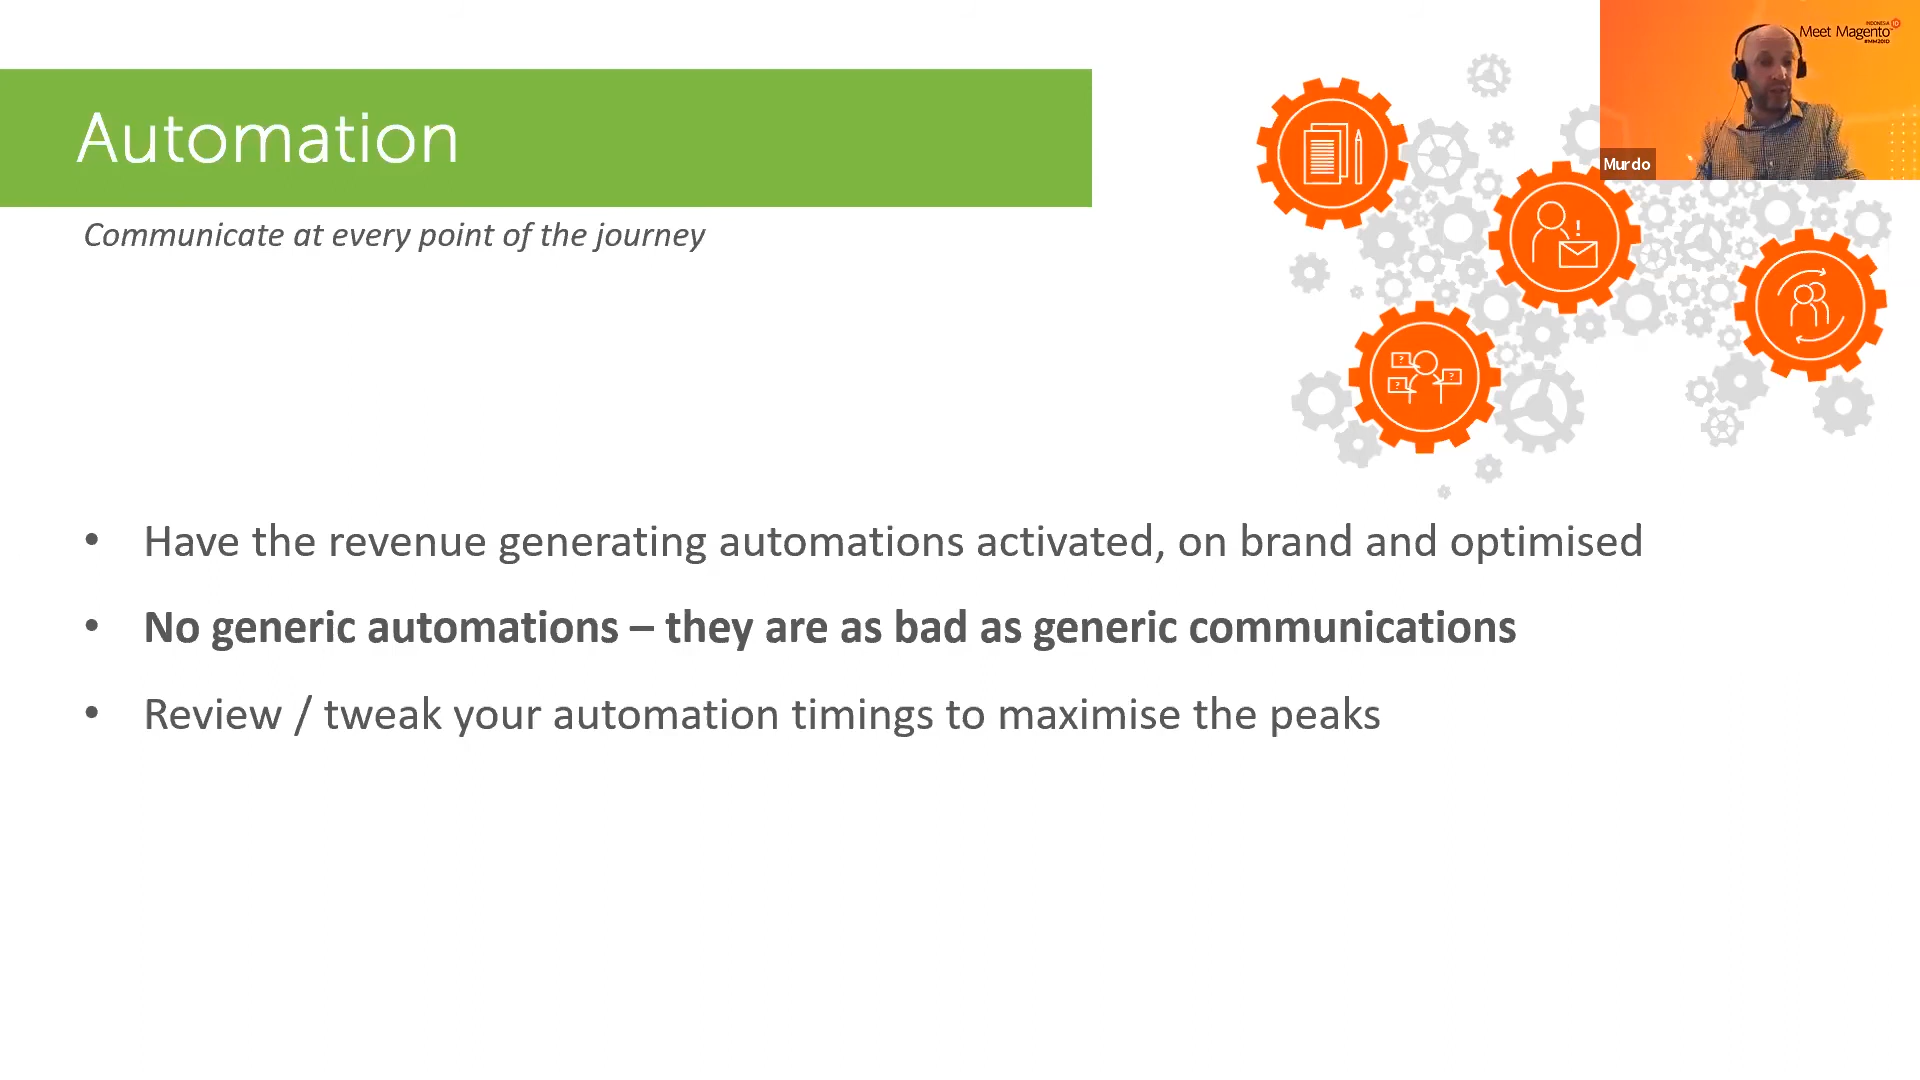 Automation
Communicate at every point of the journey
INDONESIA
Meet Magento
#MM20ID
Murdo
! 
? 
? 
? 
• Have the revenue generating automations activated, on brand and optimised
• No generic automations – they are as bad as generic communications
• Review / tweak your automation timings to maximise the peaks